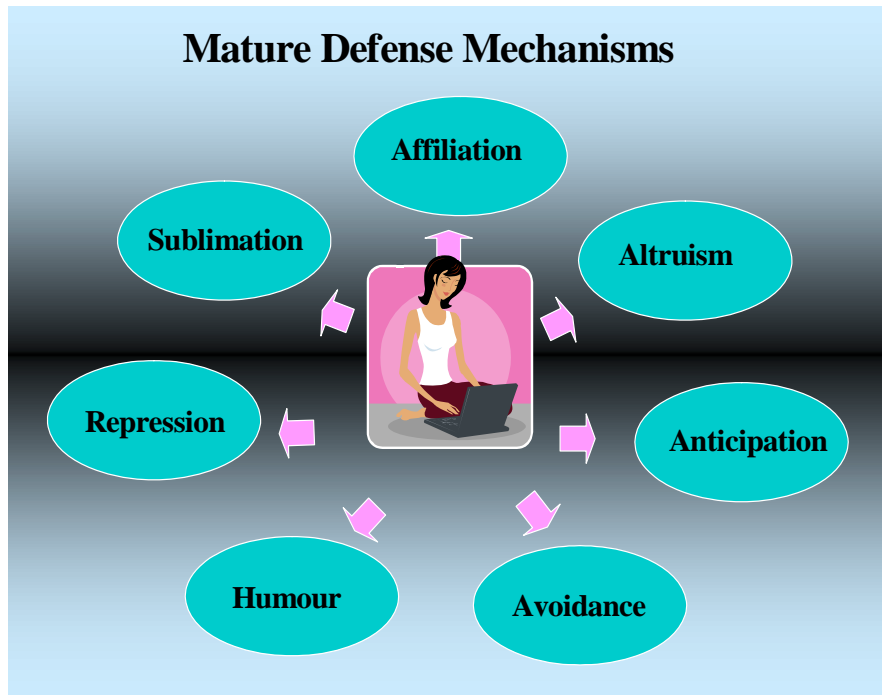 Mature Defense Mechanisms
Affiliation
Altruism
Anticipation
Avoidance
Humour
Repression
Sublimation